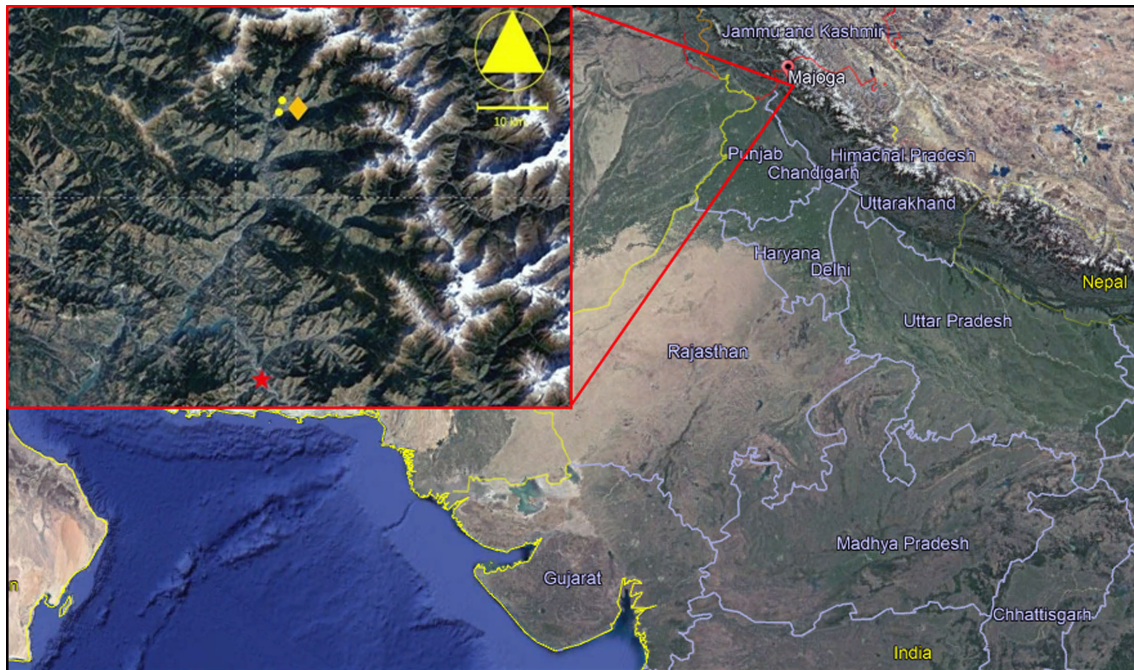 Jammu and Kashmir
Majoga
10 km
Punjab
Himachal Pradesh
Chandigarh
Uttarakhand
Haryana
Delhi
Nepal
Uttar Pradesh
Rajasthan
Madhya Pradesh
Gujarat
Chhattisgarh
India